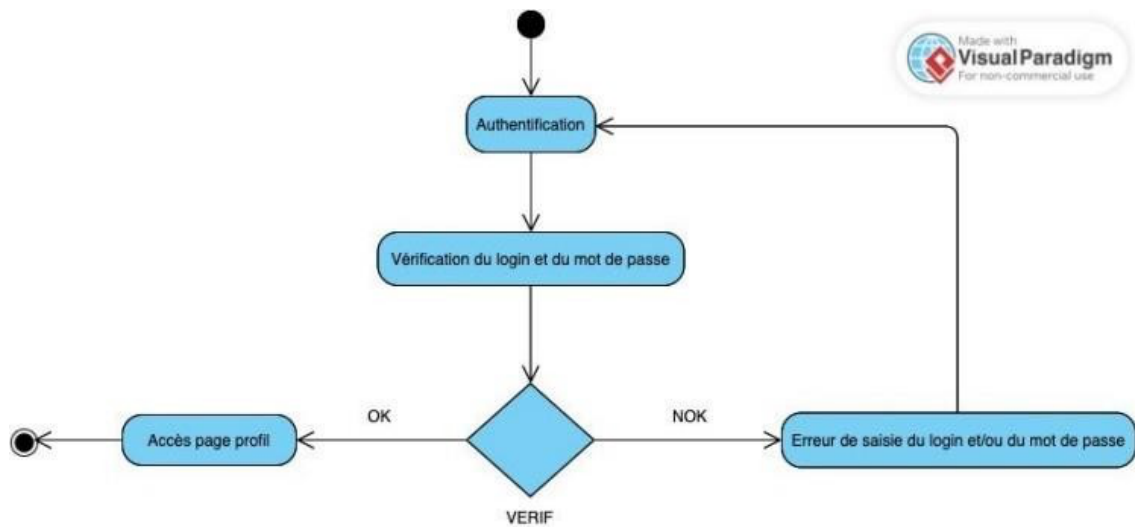 Made with
Visual Paradigm
For non-commercial use
Authentification
Vérification du login et du mot de passe
OK
NOK
Accès page profil
Erreur de saisie du login et/ou du mot de passe
VERIF